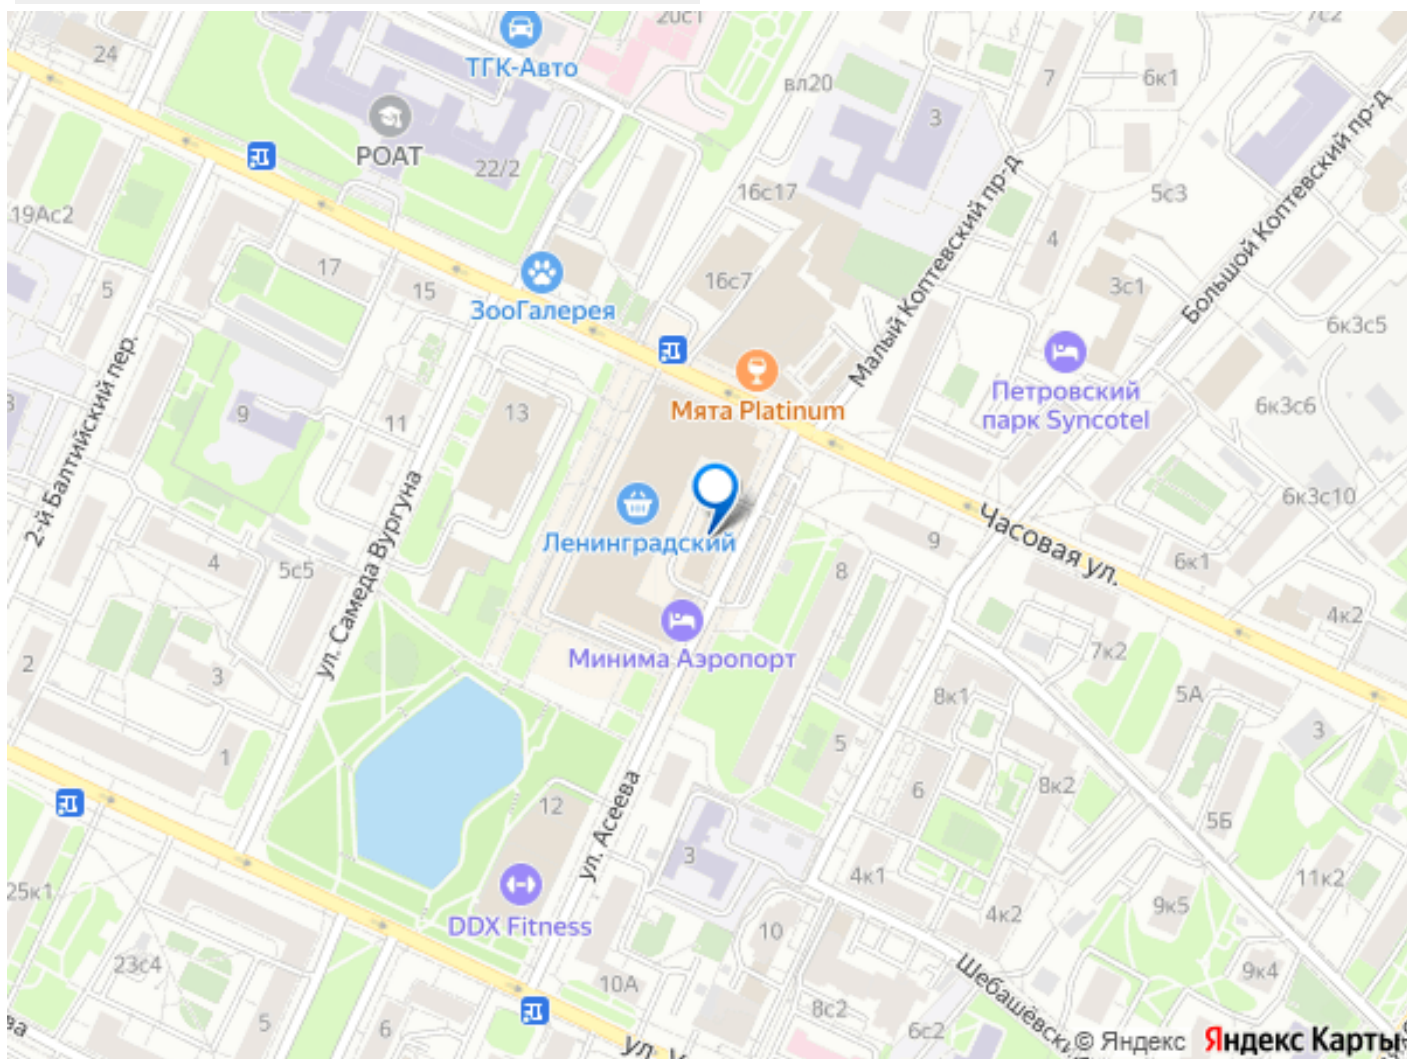 20с1
7с2
24
ТГК-Авто
вл20
7
6к1
3
РОАТ
22/2
16с17
5с3
19Ас2
Малый Коптевский пр-д
Большой Коптевский пр-д
4
17
5
15
16с7
3с1
ЗооГалерея
6к3с5
2-й Балтийский пер.
Петровский
парк Syncotel
Мята Platinum
6к3с6
9
11
13
6к3с10
Ленинградский
Часовая ул.
9
4
5с5
8
6к1
ул. Самеда Вургуна
4к2
Минима Аэропорт
7к2
2
3
8к1
5А
1
5
3
12
6
8к2
5Б
ул. Асеева
3
25к1
4к1
11к2
9к5
DDX Fitness
4к2
10
23с4
10А
9к4
Шебашёвск
8с2
5
6
6с2
ва
© Яндекс
Яндекс Карты